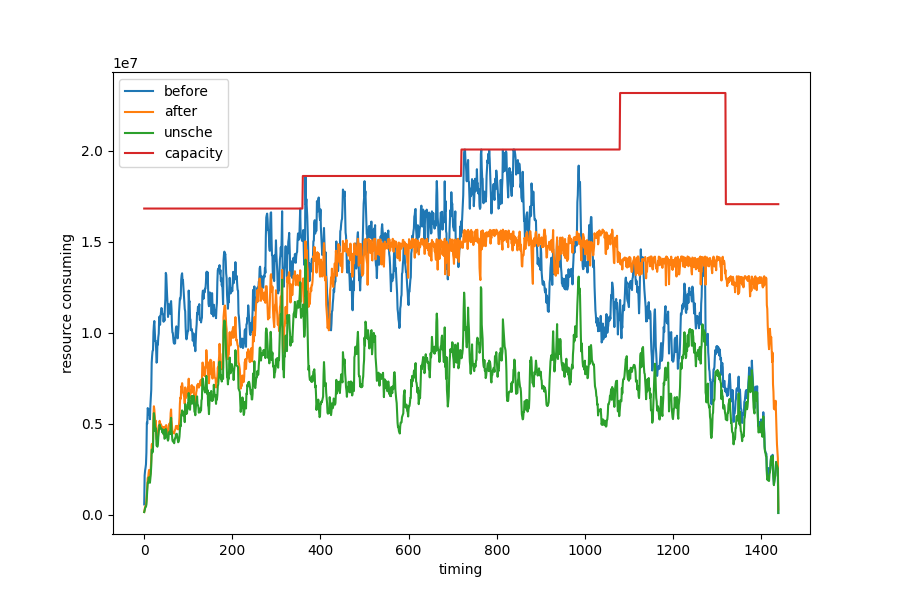 1e7
before
after
unsche
capacity
2.0
1.5
1.0
0.5
0.0
resource consuming
0 200 400 600 800 1000 1200 1400
timing